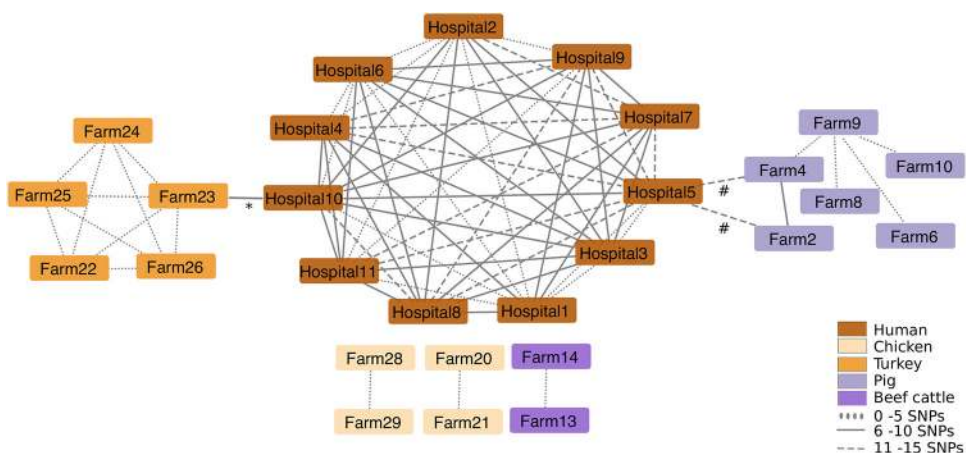 Hospital2
Hospital9
Hospital6
Hospital7
Hospital4
Hospital5
Hospital10
Hospital3
Hospital11
Hospital8
Hospital1
Farm24
Farm25
Farm23
Farm22
Farm26
*
Farm9
Farm4
Farm10
Farm8
Farm2
Farm6
#
#
Farm28
Farm20
Farm14
Farm29
Farm21
Farm13
Human
Chicken
Turkey
Pig
Beef cattle
0 -5 SNPs
6 -10 SNPs
11 -15 SNPs